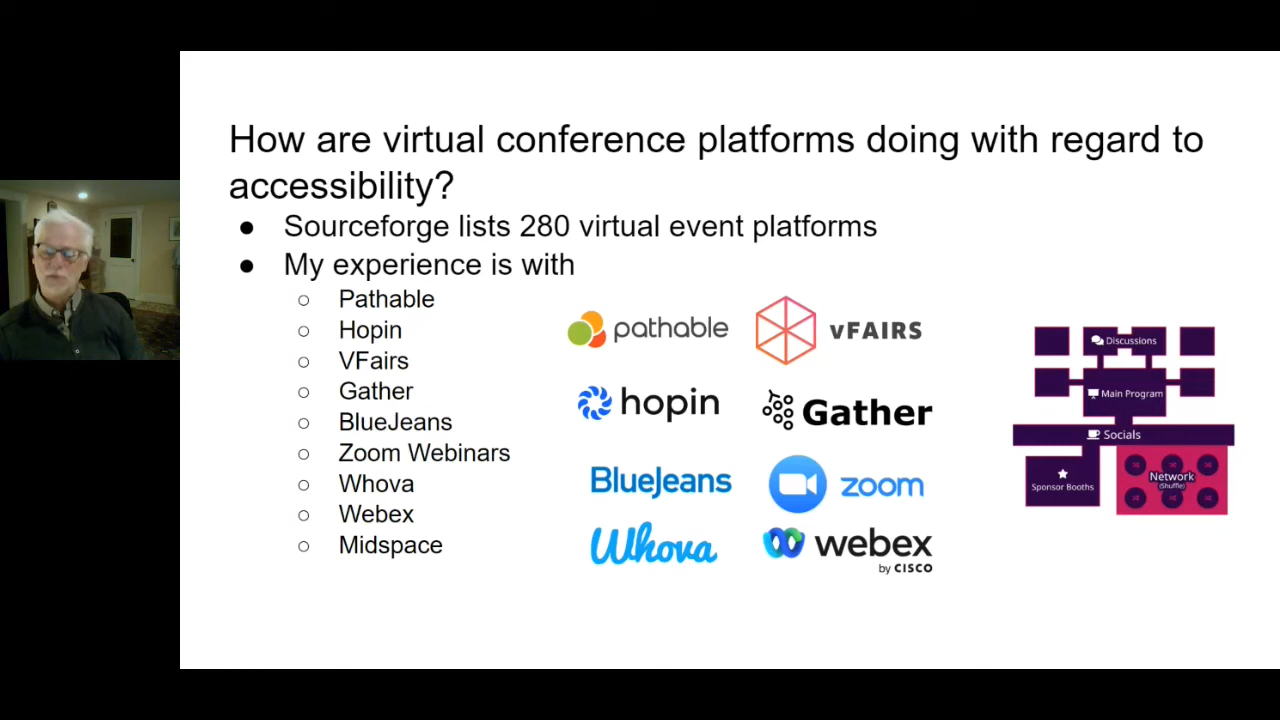 How are virtual conference platforms doing with regard to
accessibility?
● Sourceforge lists 280 virtual event platforms
● My experience is with
○ Pathable
○ Hopin
○ VFairs
○ Gather
○ BlueJeans
○ Zoom Webinars
○ Whova
○ Webex
○ Midspace
pathable
vFAIRS
hopin
Gather
BlueJeans
zoom
Whova
webex
by CISCO
Discussions
Main Program
Socials
Sponsor Booths
Network
(Shuffle)